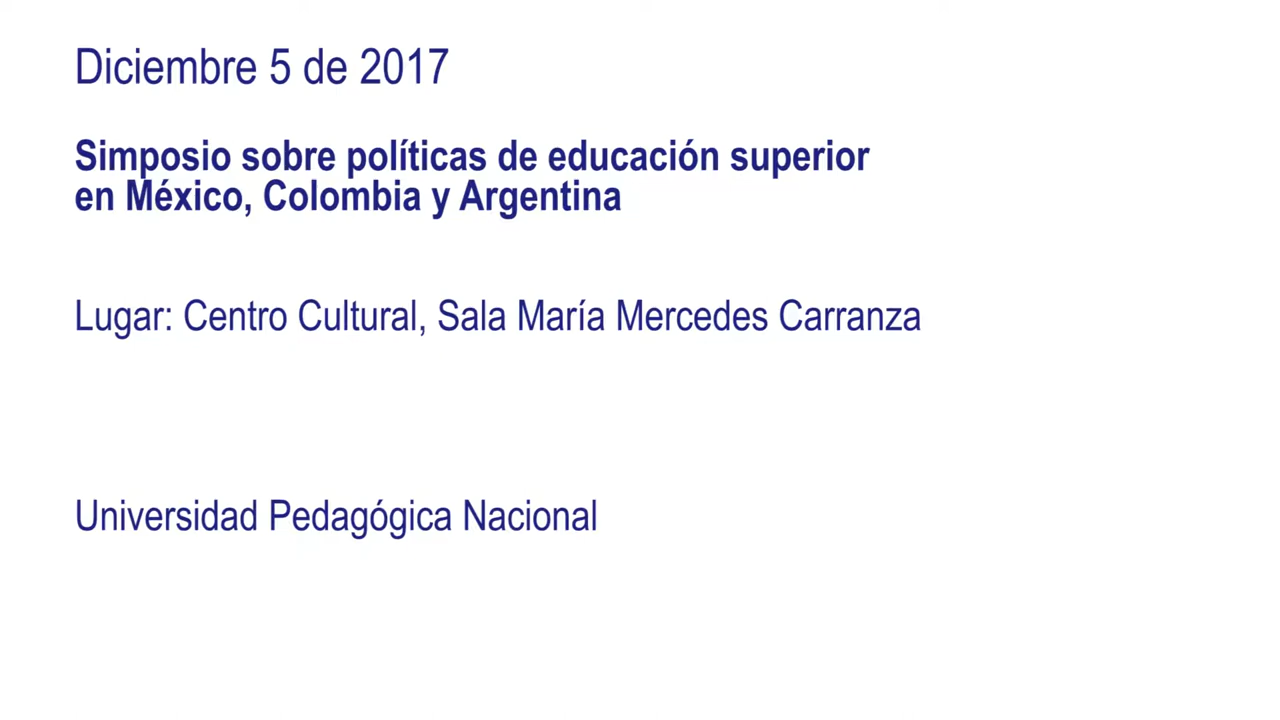 Diciembre 5 de 2017
Simposio sobre políticas de educación superior
en México, Colombia y Argentina
Lugar: Centro Cultural, Sala María Mercedes Carranza
Universidad Pedagógica Nacional